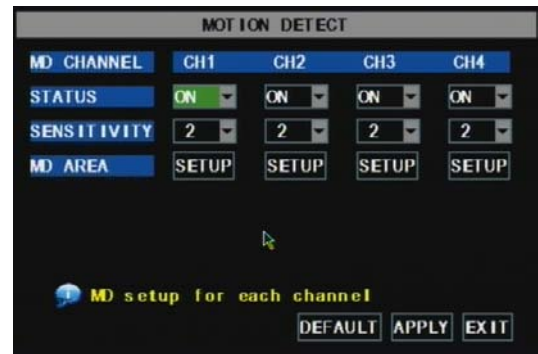 MOTION DETECT
MD CHANNEL CH1 CH2 CH3 CH4
STATUS ON ON ON ON
SENSITIVITY 2 2 2 2
MD AREA SETUP SETUP SETUP SETUP
MD setup for each channel
DEFAULT APPLY EXIT